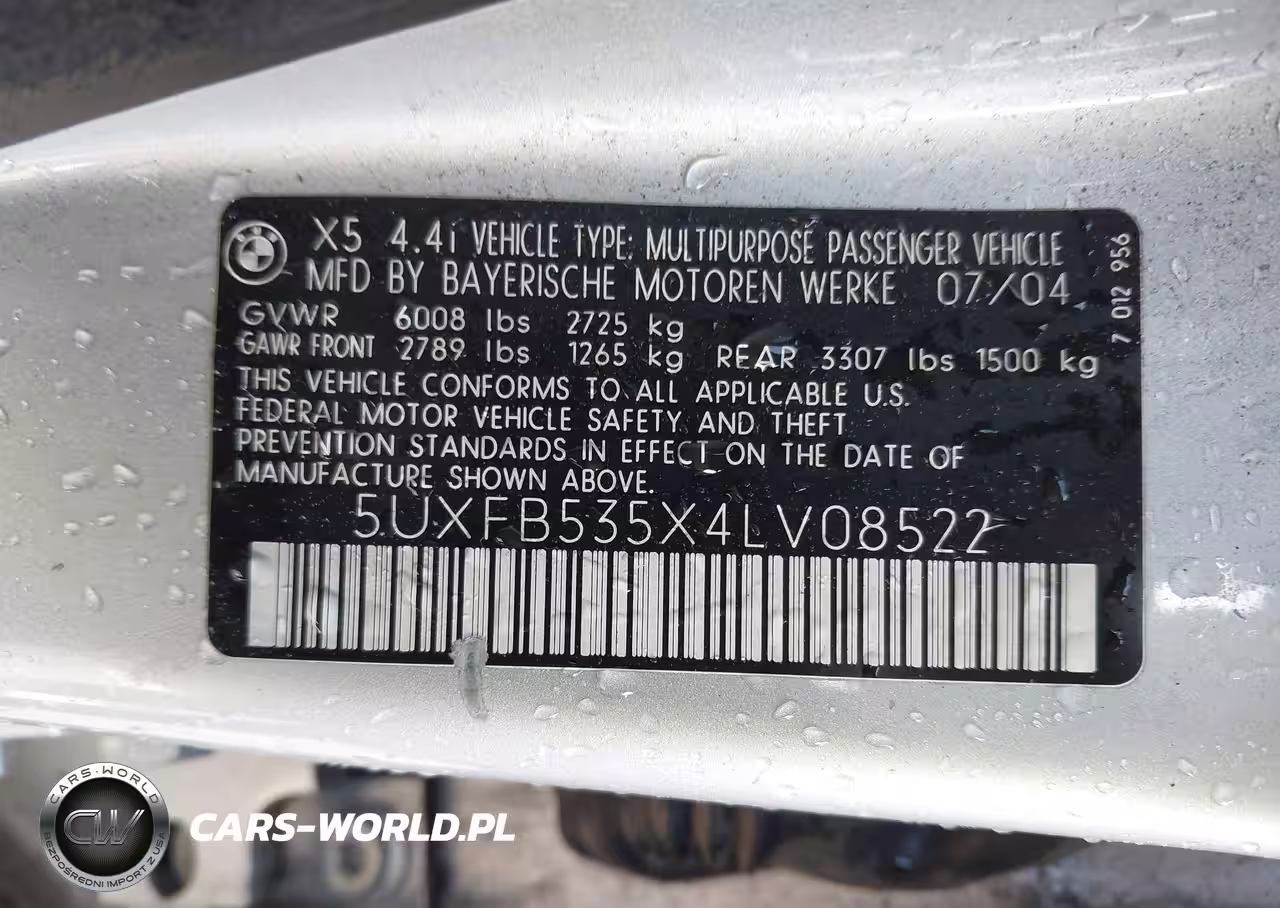 X5 4.4i VEHICLE TYPE: MULTIPURPOSE PASSENGER VEHICLE
MFD BY BAYERISCHE MOTOREN WERKE 07/04
GVWR 6008 lbs 2725 kg
GAWR FRONT 2789 lbs 1265 kg REAR 3307 lbs 1500 kg
THIS VEHICLE CONFORMS TO ALL APPLICABLE U.S.
FEDERAL MOTOR VEHICLE SAFETY AND THEFT
PREVENTION STANDARDS IN EFFECT ON THE DATE OF
MANUFACTURE SHOWN ABOVE.
5UXFB535X4LV08522
7 012 956
CARS-WORLD
CW
BEZPOŚREDNI IMPORT Z USA
CARS-WORLD.PL